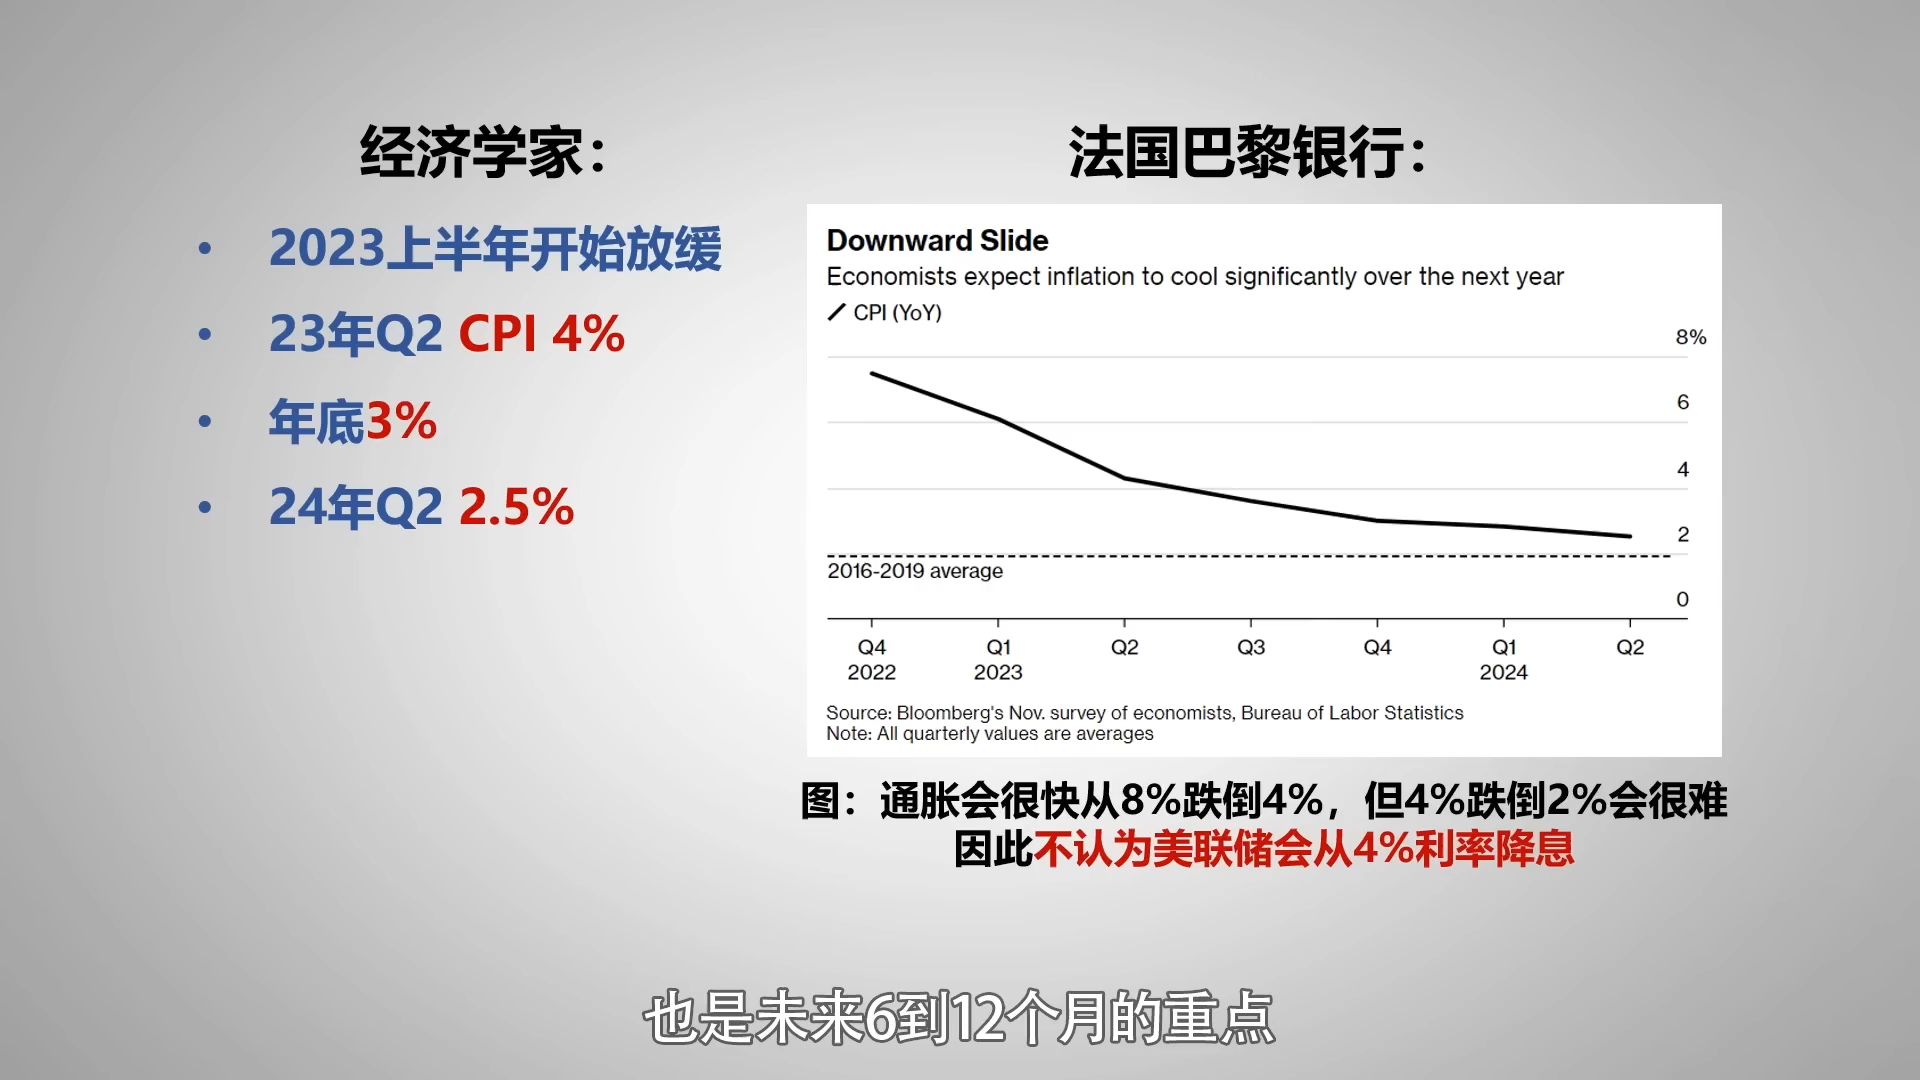 经济学家：
• 2023上半年开始放缓
• 23年Q2 CPI 4%
• 年底3%
• 24年Q2 2.5%
法国巴黎银行：
Downward Slide
Economists expect inflation to cool significantly over the next year
CPI (YoY)
8%
6
4
2
2016-2019 average
0
Q4 Q1 Q2 Q3 Q4 Q1 Q2
2022 2023 2024
Source: Bloomberg's Nov. survey of economists, Bureau of Labor Statistics
Note: All quarterly values are averages
图：通胀会很快从8%跌倒4%，但4%跌倒2%会很难
因此不认为美联储会从4%利率降息
也是未来6到12个月的重点